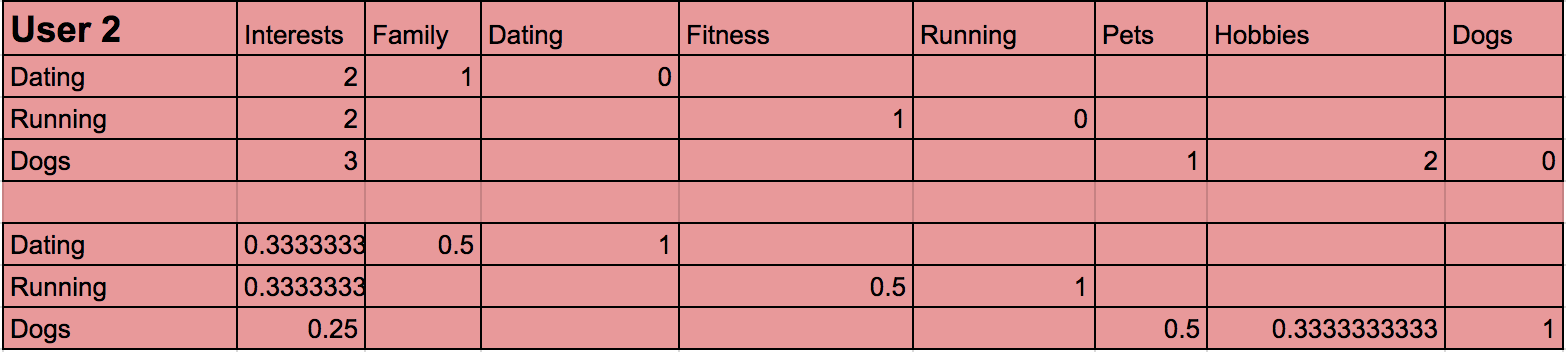 User 2 Interests Family Dating Fitness Running Pets Hobbies Dogs
Dating 2 1 0
Running 2 1 0
Dogs 3 1 2 0
Dating 0.3333333 0.5 1
Running 0.3333333 0.5 1
Dogs 0.25 0.5 0.3333333333 1